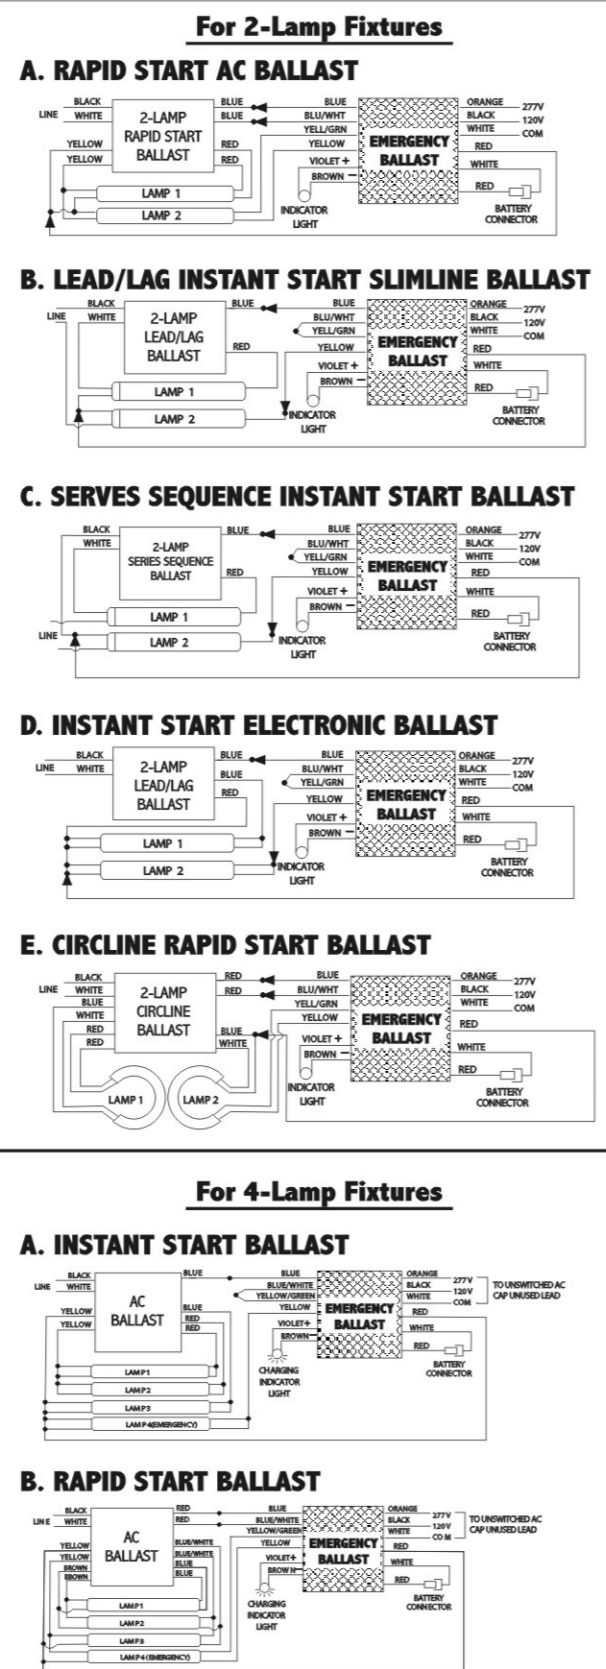 For 2-Lamp Fixtures
A. RAPID START AC BALLAST
BLACK
LINE
WHITE
YELLOW
YELLOW
2-LAMP
RAPID START
BALLAST
BLUE
BLUE
RED
RED
LAMP 1
LAMP 2
BLUE
BLU/WHT
YELL/GRN
YELLOW
VIOLET +
BROWN −
INDICATOR
LIGHT
EMERGENCY
BALLAST
ORANGE
277V
BLACK
120V
WHITE
COM
RED
WHITE
RED
BATTERY
CONNECTOR
B. LEAD/LAG INSTANT START SLIMLINE BALLAST
BLACK
LINE
WHITE
2-LAMP
LEAD/LAG
BALLAST
BLUE
RED
LAMP 1
LAMP 2
BLUE
BLU/WHT
YELL/GRN
YELLOW
VIOLET +
BROWN −
INDICATOR
LIGHT
EMERGENCY
BALLAST
ORANGE
277V
BLACK
120V
WHITE
COM
RED
WHITE
RED
BATTERY
CONNECTOR
C. SERVES SEQUENCE INSTANT START BALLAST
BLACK
WHITE
LINE
2-LAMP
SERIES SEQUENCE
BALLAST
BLUE
RED
LAMP 1
LAMP 2
BLUE
BLU/WHT
YELL/GRN
YELLOW
VIOLET +
BROWN −
INDICATOR
LIGHT
EMERGENCY
BALLAST
ORANGE
277V
BLACK
120V
WHITE
COM
RED
WHITE
RED
BATTERY
CONNECTOR
D. INSTANT START ELECTRONIC BALLAST
BLACK
LINE
WHITE
2-LAMP
LEAD/LAG
BALLAST
BLUE
BLUE
RED
LAMP 1
LAMP 2
BLUE
BLU/WHT
YELL/GRN
YELLOW
VIOLET +
BROWN −
INDICATOR
LIGHT
EMERGENCY
BALLAST
ORANGE
277V
BLACK
120V
WHITE
COM
RED
WHITE
RED
BATTERY
CONNECTOR
E. CIRCLINE RAPID START BALLAST
BLACK
LINE
WHITE
BLUE
WHITE
RED
RED
2-LAMP
CIRCLINE
BALLAST
RED
RED
BLUE
WHITE
LAMP 1
LAMP 2
BLUE
BLU/WHT
YELL/GRN
YELLOW
VIOLET +
BROWN −
INDICATOR
LIGHT
EMERGENCY
BALLAST
ORANGE
277V
BLACK
120V
WHITE
COM
RED
WHITE
RED
BATTERY
CONNECTOR
For 4-Lamp Fixtures
A. INSTANT START BALLAST
BLACK
LINE
WHITE
YELLOW
YELLOW
AC
BALLAST
BLUE
BLUE
RED
RED
LAMP1
LAMP2
LAMP3
LAMP4(EMERGENCY)
BLUE
BLUE/WHITE
YELLOW/GREEN
YELLOW
VIOLET+
BROWN−
CHARGING
INDICATOR
LIGHT
EMERGENCY
BALLAST
ORANGE
277 V
BLACK
120V
WHITE
COM
TO UNSWITCHED AC
CAP UNUSED LEAD
RED
WHITE
RED
BATTERY
CONNECTOR
B. RAPID START BALLAST
BLACK
LINE
WHITE
YELLOW
YELLOW
BROWN
BROWN
AC
BALLAST
RED
RED
BLUE/WHITE
BLUE/WHITE
BLUE
BLUE
LAMP1
LAMP2
LAMP3
LAMP4 (EMERGENCY)
BLUE
BLUE/WHITE
YELLOW/GREEN
YELLOW
VIOLET+
BROWN−
CHARGING
INDICATOR
LIGHT
EMERGENCY
BALLAST
ORANGE
277V
BLACK
120V
WHITE
COM
TO UNSWITCHED AC
CAP UNUSED LEAD
RED
WHITE
RED
BATTERY
CONNECTOR